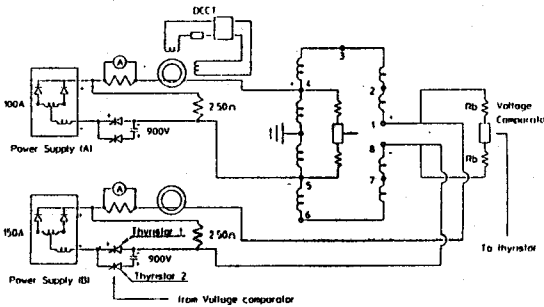 DCCT
A
3
100A
250Ω
4
2
Rb
Voltage
Comparator
1
900V
8
Power Supply (A)
Rb
5
7
A
6
150A
Thyristor 1
250Ω
To thyristor
900V
Power Supply (B)
Thyristor 2
from Voltage comparator